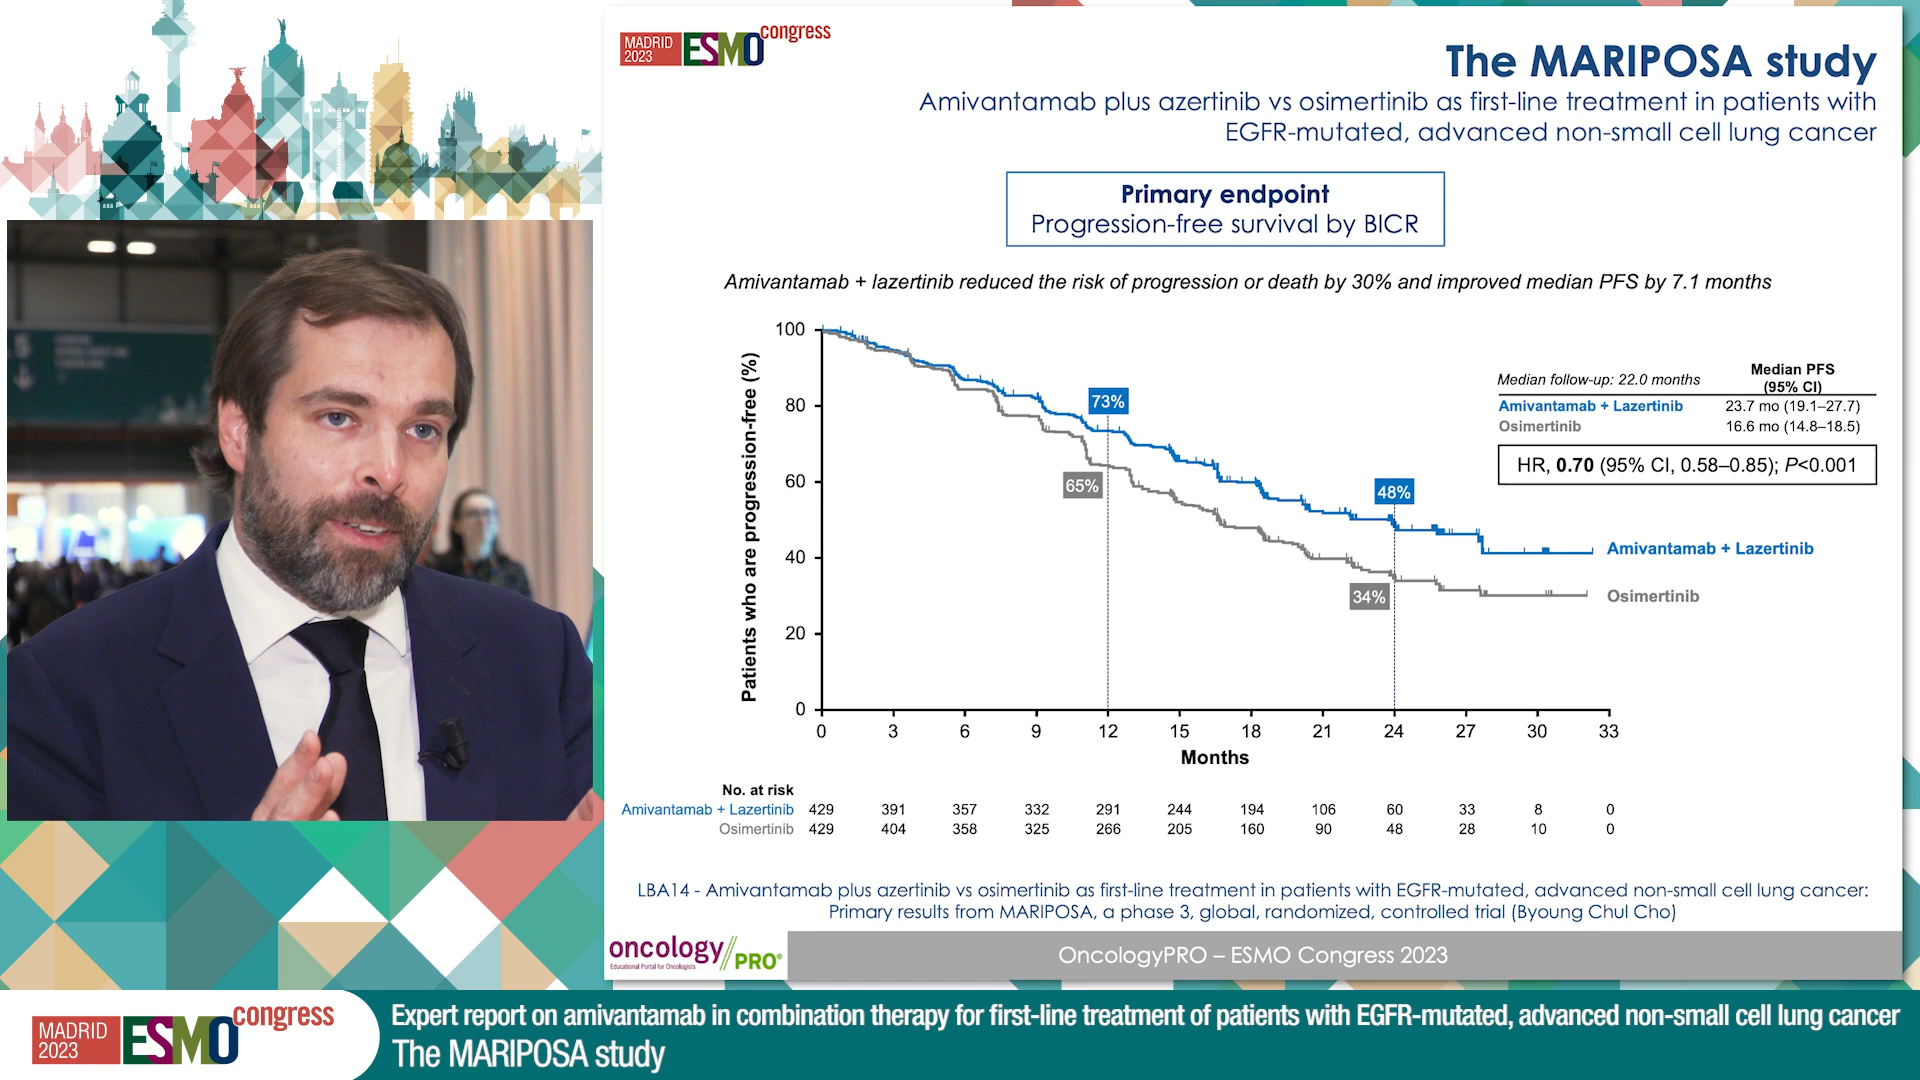 MADRID
2023
ESMO congress
The MARIPOSA study
Amivantamab plus azertinib vs osimertinib as first-line treatment in patients with
EGFR-mutated, advanced non-small cell lung cancer
Primary endpoint
Progression-free survival by BICR
Amivantamab + lazertinib reduced the risk of progression or death by 30% and improved median PFS by 7.1 months
Patients who are progression-free (%)
100
80
60
40
20
0
73%
65%
48%
34%
Median follow-up: 22.0 months
Median PFS
(95% CI)
Amivantamab + Lazertinib 23.7 mo (19.1–27.7)
Osimertinib 16.6 mo (14.8–18.5)
HR, 0.70 (95% CI, 0.58–0.85); P<0.001
Amivantamab + Lazertinib
Osimertinib
0 3 6 9 12 15 18 21 24 27 30 33
Months
No. at risk
Amivantamab + Lazertinib 429 391 357 332 291 244 194 106 60 33 8 0
Osimertinib 429 404 358 325 266 205 160 90 48 28 10 0
LBA14 - Amivantamab plus azertinib vs osimertinib as first-line treatment in patients with EGFR-mutated, advanced non-small cell lung cancer:
Primary results from MARIPOSA, a phase 3, global, randomized, controlled trial (Byoung Chul Cho)
oncology//PRO®
Educational Portal for Oncologists
OncologyPRO – ESMO Congress 2023
MADRID
2023
ESMO congress
Expert report on amivantamab in combination therapy for first-line treatment of patients with EGFR-mutated, advanced non-small cell lung cancer
The MARIPOSA study